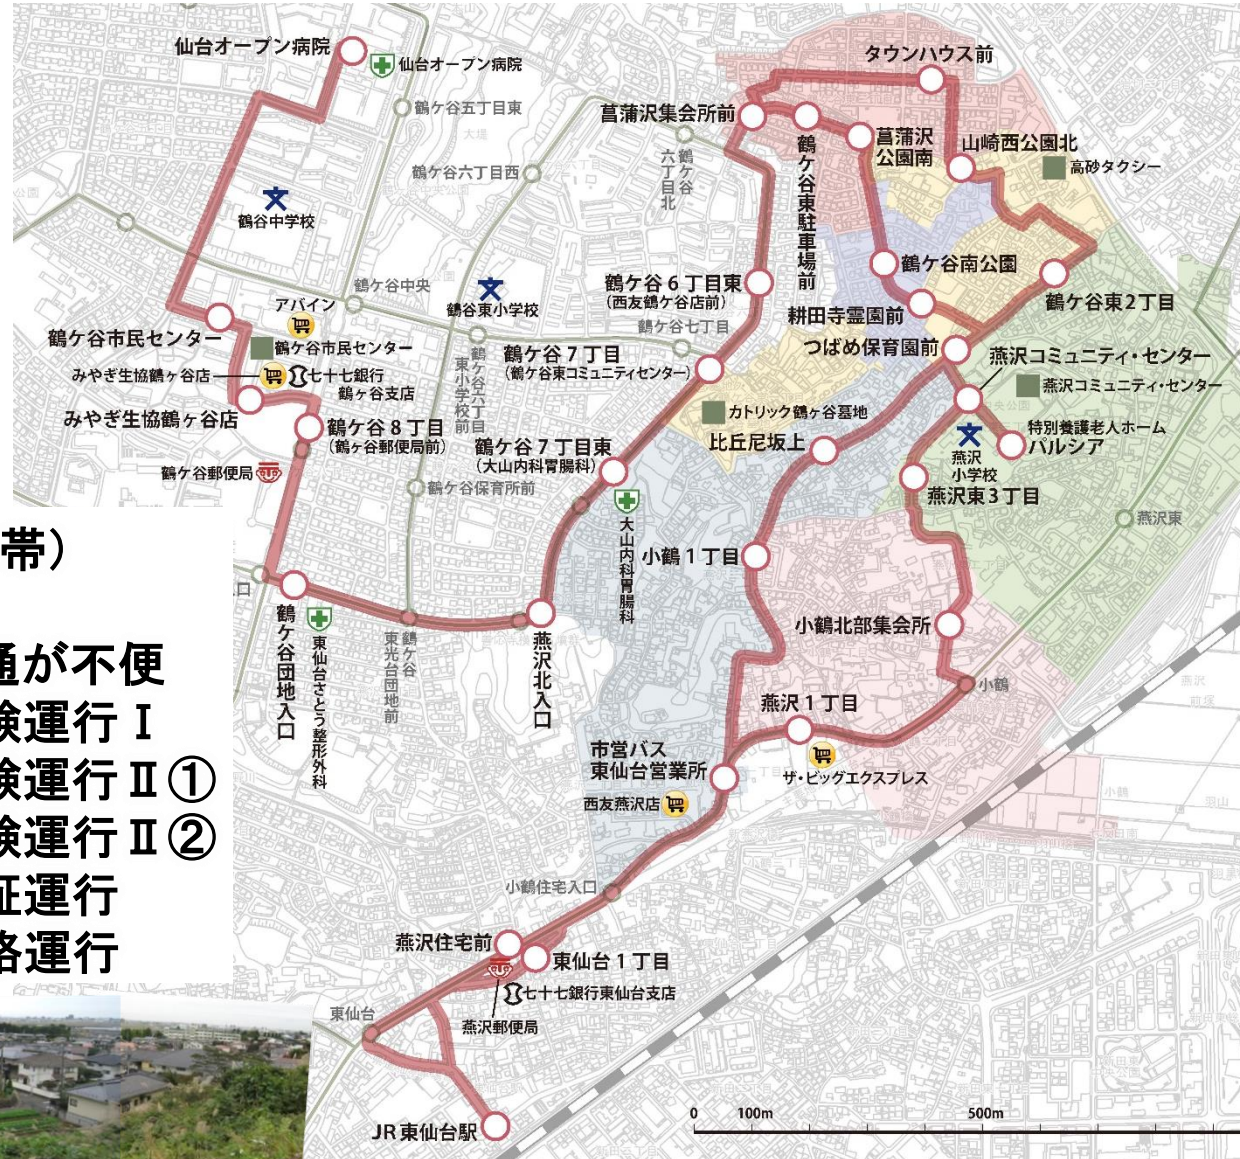 仙台オープン病院
仙台オープン病院
鶴ケ谷五丁目東
大堤
鶴ケ谷六丁目西
鶴谷中学校
鶴ケ谷中央
アバイン
鶴谷東小学校
鶴ケ谷市民センター
鶴ケ谷市民センター
みやぎ生協鶴ヶ谷店
七十七銀行
鶴ヶ谷支店
みやぎ生協鶴ヶ谷店
鶴ケ谷８丁目
(鶴ヶ谷郵便局前)
鶴ケ谷郵便局
鶴ケ谷六丁目
東小学校前
鶴ケ谷保育所前
鶴ケ谷７丁目
(鶴ケ谷東コミュニティセンター)
鶴ケ谷７丁目東
(大山内科胃腸科)
大山内科胃腸科
鶴ケ谷６丁目東
(西友鶴ケ谷店前)
鶴ケ谷七丁目
鶴ケ谷
六丁目北
菖蒲沢集会所前
タウンハウス前
鶴ケ谷東駐車場前
菖蒲沢
公園南
山崎西公園北
高砂タクシー
鶴ケ谷南公園
鶴ケ谷東２丁目
耕田寺霊園前
つばめ保育園前
燕沢コミュニティ・センター
燕沢コミュニティ・センター
カトリック鶴ヶ谷墓地
比丘尼坂上
燕沢
小学校
特別養護老人ホーム
パルシア
燕沢東３丁目
燕沢東
小鶴１丁目
小鶴北部集会所
小鶴
燕沢１丁目
ザ・ビッグエクスプレス
市営バス
東仙台営業所
西友燕沢店
小鶴住宅入口
燕沢住宅前
東仙台１丁目
七十七銀行東仙台支店
燕沢郵便局
東仙台
JR東仙台駅
口
鶴ケ谷団地入口
東仙台さとう整形外科
鶴ケ谷
東光台団地前
燕沢北入口
帯）
通が不便
険運行Ⅰ
険運行Ⅱ①
険運行Ⅱ②
証運行
格運行
0 100m 500m